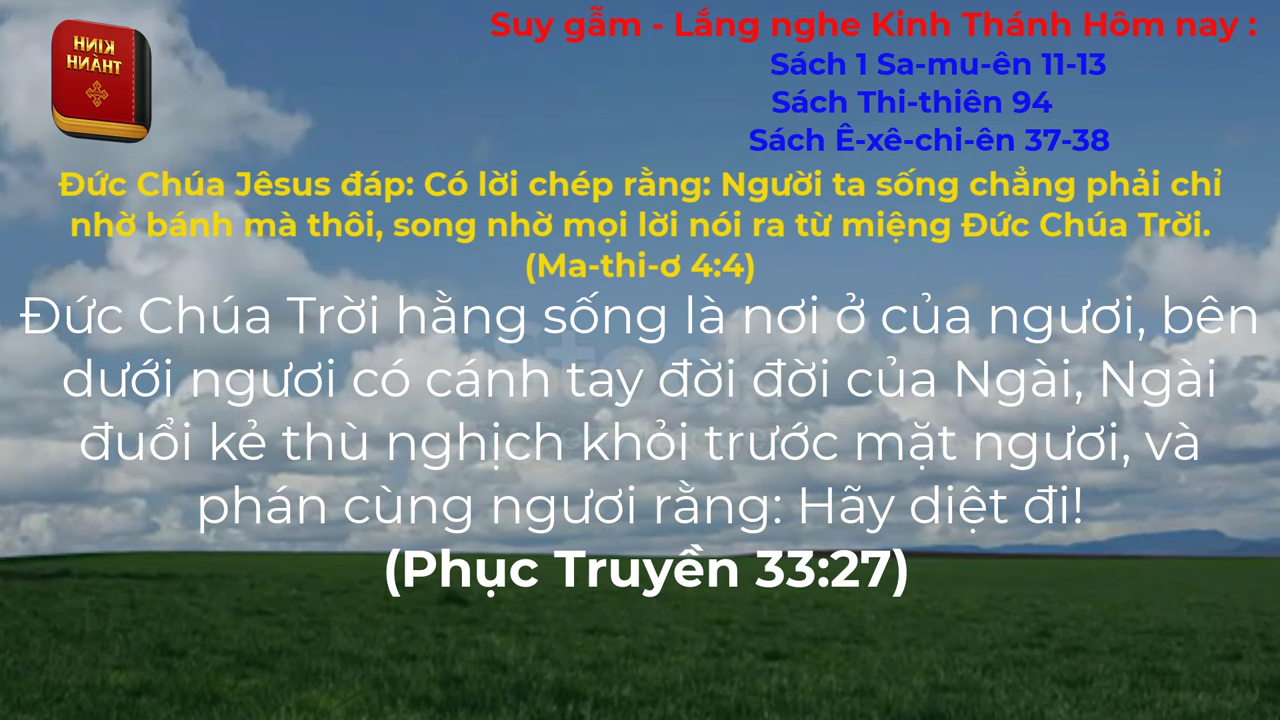 KINH
THÁNH
Suy gẫm - Lắng nghe Kinh Thánh Hôm nay :
Sách 1 Sa-mu-ên 11-13
Sách Thi-thiên 94
Sách Ê-xê-chi-ên 37-38
Đức Chúa Jêsus đáp: Có lời chép rằng: Người ta sống chẳng phải chỉ
nhờ bánh mà thôi, song nhờ mọi lời nói ra từ miệng Đức Chúa Trời.
(Ma-thi-ơ 4:4)
Đức Chúa Trời hằng sống là nơi ở của ngươi, bên
dưới ngươi có cánh tay đời đời của Ngài, Ngài
đuổi kẻ thù nghịch khỏi trước mặt ngươi, và
phán cùng ngươi rằng: Hãy diệt đi!
(Phục Truyền 33:27)